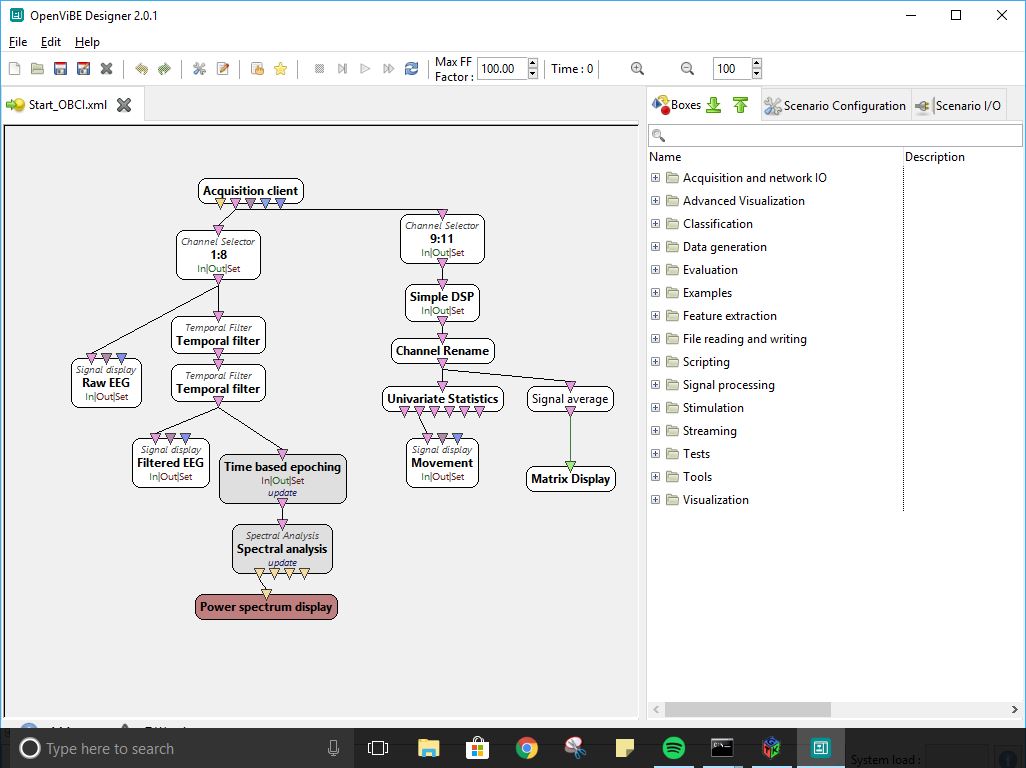 OpenViBE Designer 2.0.1
File Edit Help
Max FF Factor : 100.00 Time : 0 100
Start_OBCI.xml
Boxes Scenario Configuration Scenario I/O
Name Description
Acquisition and network IO
Advanced Visualization
Classification
Data generation
Evaluation
Examples
Feature extraction
File reading and writing
Scripting
Signal processing
Stimulation
Streaming
Tests
Tools
Visualization
Acquisition client
Channel Selector
1:8
In|Out|Set
Channel Selector
9:11
In|Out|Set
Simple DSP
In|Out|Set
Temporal Filter
Temporal filter
Channel Rename
Signal display
Raw EEG
In|Out|Set
Temporal Filter
Temporal filter
Univariate Statistics
Signal average
Signal display
Filtered EEG
In|Out|Set
Time based epoching
In|Out|Set
update
Signal display
Movement
In|Out|Set
Matrix Display
Spectral Analysis
Spectral analysis
update
Power spectrum display
Type here to search
System load :